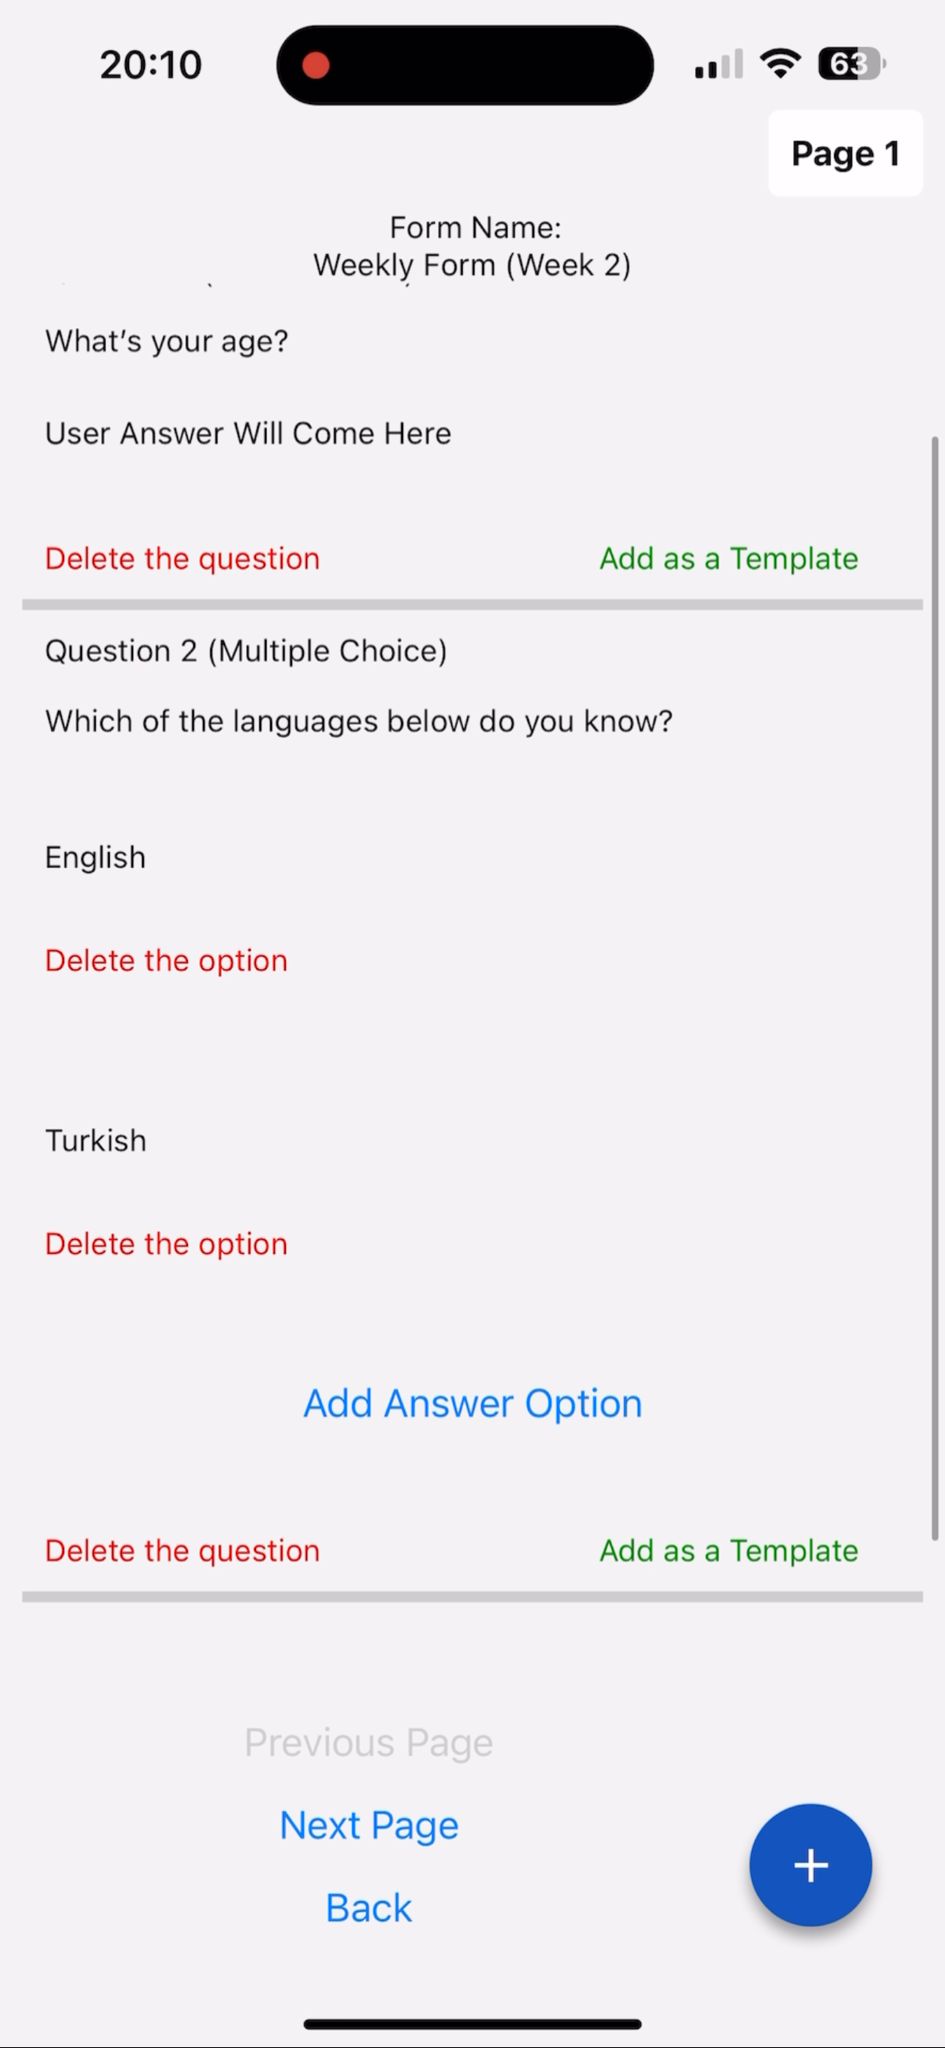 20:10
63
Page 1
Form Name:
Weekly Form (Week 2)
What's your age?
User Answer Will Come Here
Delete the question Add as a Template
Question 2 (Multiple Choice)
Which of the languages below do you know?
English
Delete the option
Turkish
Delete the option
Add Answer Option
Delete the question Add as a Template
Previous Page
Next Page
+
Back